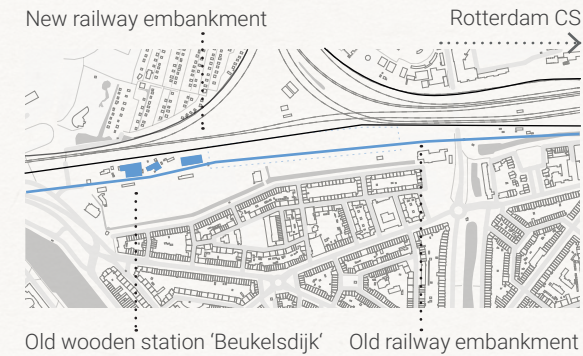 New railway embankment
Rotterdam CS
Old wooden station ‘Beukelsdijk’
Old railway embankment